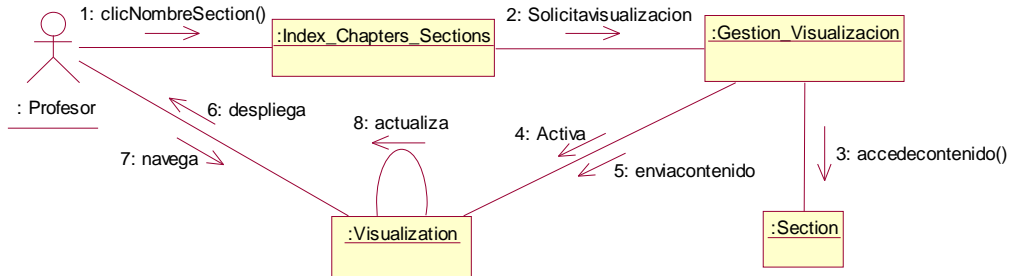 1: clicNombreSection()
2: Solicitavisualizacion
:Index_Chapters_Sections
:Gestion_Visualizacion
: Profesor
6: despliega
8: actualiza
4: Activa
7: navega
5: enviacontenido
3: accedecontenido()
:Visualization
:Section